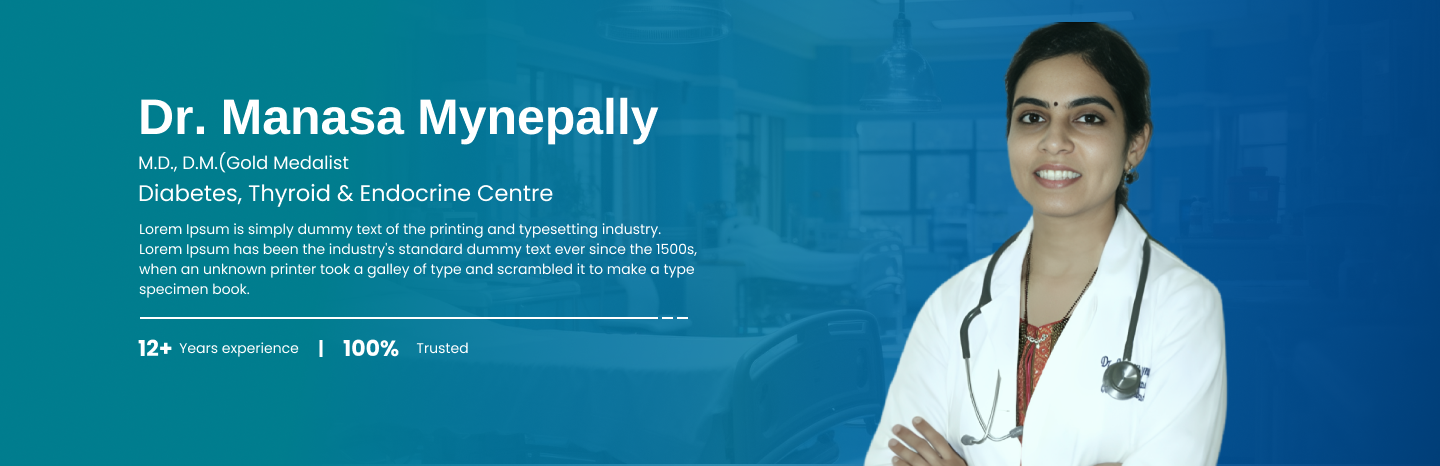 Dr. Manasa Mynepally
M.D., D.M.(Gold Medalist
Diabetes, Thyroid & Endocrine Centre
Lorem Ipsum is simply dummy text of the printing and typesetting industry.
Lorem Ipsum has been the industry's standard dummy text ever since the 1500s,
when an unknown printer took a galley of type and scrambled it to make a type
specimen book.
12+ Years experience | 100% Trusted
Dr.